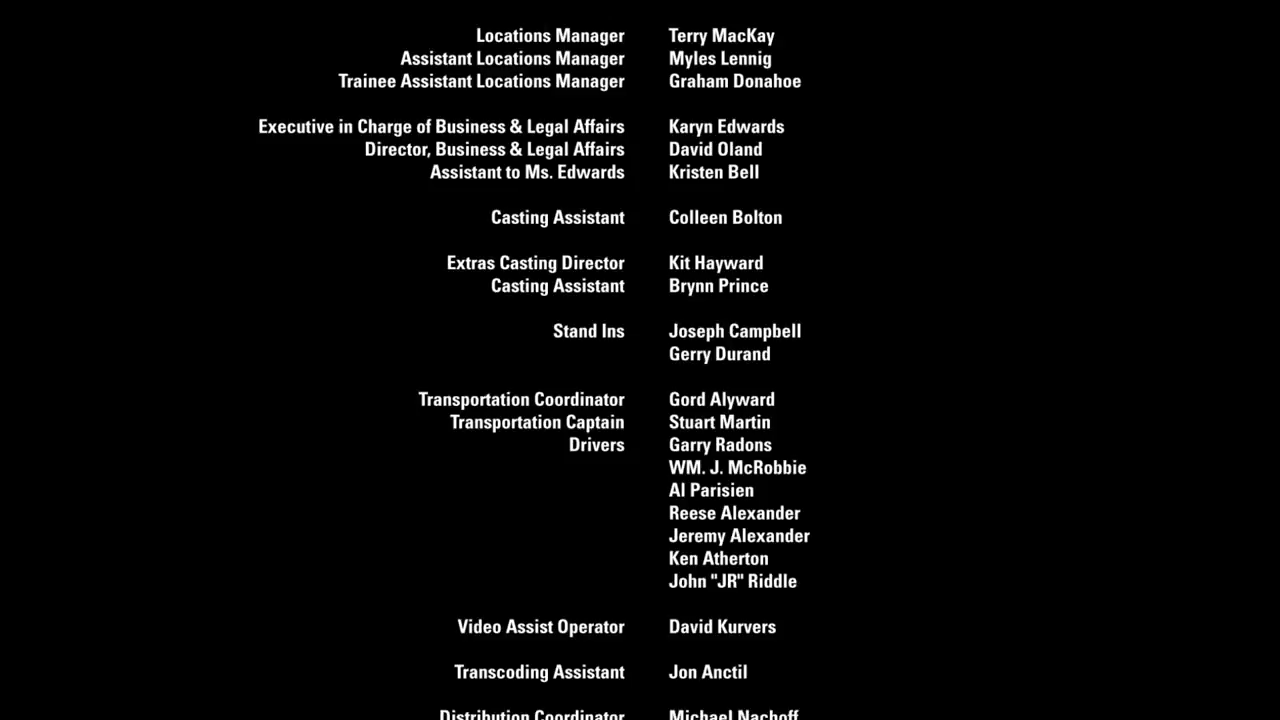 Locations Manager Terry MacKay
Assistant Locations Manager Myles Lennig
Trainee Assistant Locations Manager Graham Donahoe
Executive in Charge of Business & Legal Affairs Karyn Edwards
Director, Business & Legal Affairs David Oland
Assistant to Ms. Edwards Kristen Bell
Casting Assistant Colleen Bolton
Extras Casting Director Kit Hayward
Casting Assistant Brynn Prince
Stand Ins Joseph Campbell
Gerry Durand
Transportation Coordinator Gord Alyward
Transportation Captain Stuart Martin
Drivers Garry Radons
WM. J. McRobbie
Al Parisien
Reese Alexander
Jeremy Alexander
Ken Atherton
John "JR" Riddle
Video Assist Operator David Kurvers
Transcoding Assistant Jon Anctil
Distribution Coordinator Michael Nachoff